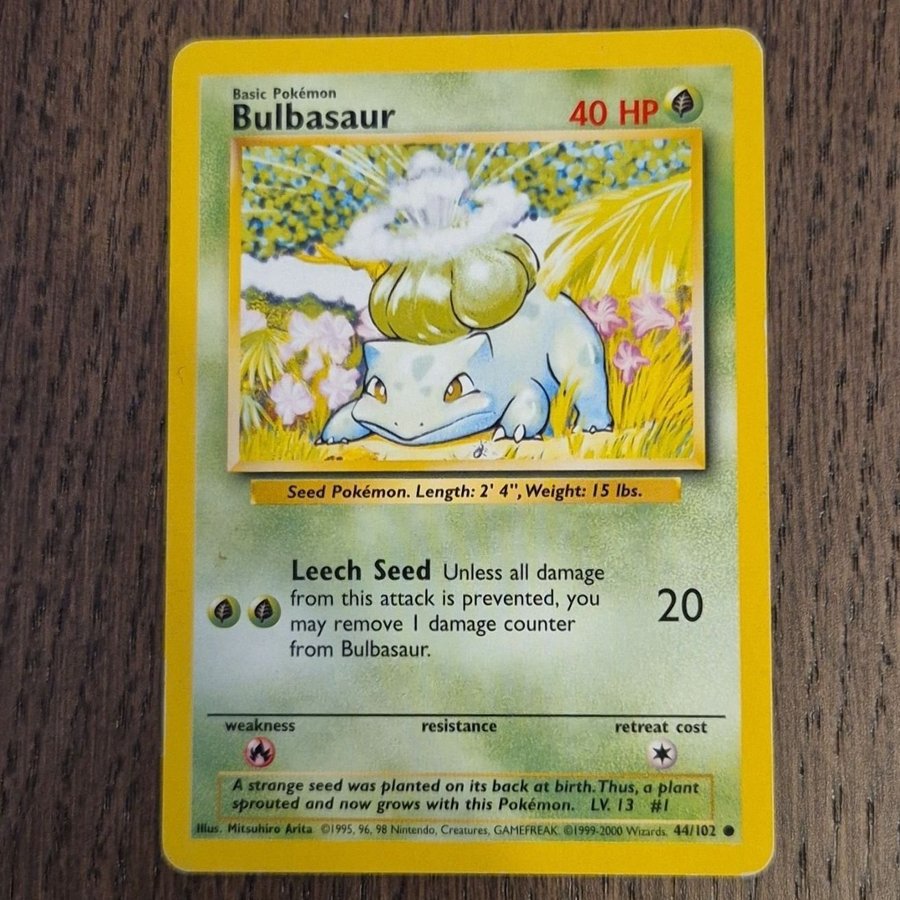 Basic Pokémon
Bulbasaur
40 HP
Seed Pokémon. Length: 2' 4", Weight: 15 lbs.
Leech Seed Unless all damage
from this attack is prevented, you
may remove 1 damage counter
from Bulbasaur.
20
weakness resistance retreat cost
A strange seed was planted on its back at birth. Thus, a plant
sprouted and now grows with this Pokémon. LV. 13 #1
Illus. Mitsuhiro Arita ©1995, 96, 98 Nintendo, Creatures, GAMEFREAK. ©1999-2000 Wizards. 44/102